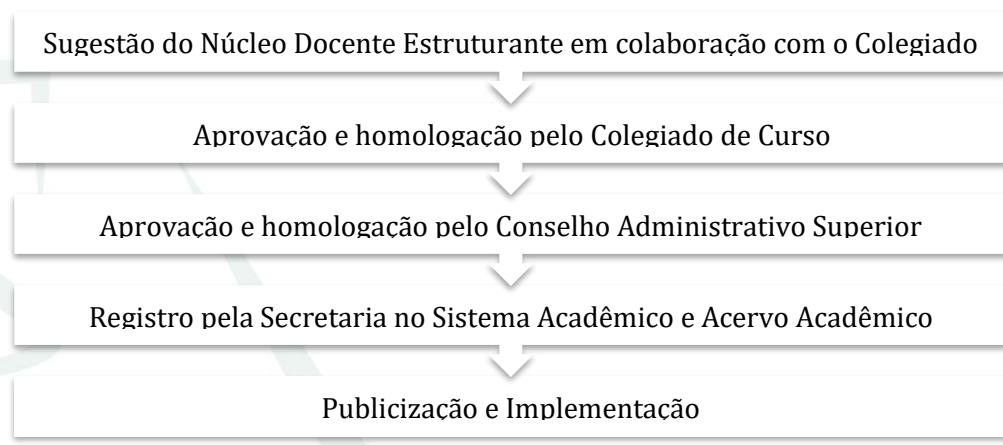 Sugestão do Núcleo Docente Estruturante em colaboração com o Colegiado
Aprovação e homologação pelo Colegiado de Curso
Aprovação e homologação pelo Conselho Administrativo Superior
Registro pela Secretaria no Sistema Acadêmico e Acervo Acadêmico
Publicização e Implementação